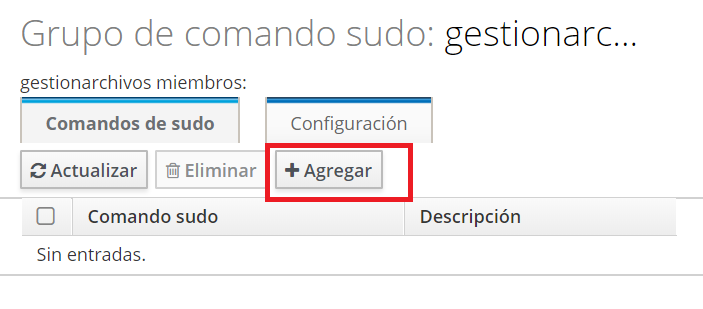 Grupo de comando sudo: gestionarc...
gestionarchivos miembros:
Comandos de sudo Configuración
Actualizar Eliminar Agregar
Comando sudo Descripción
Sin entradas.